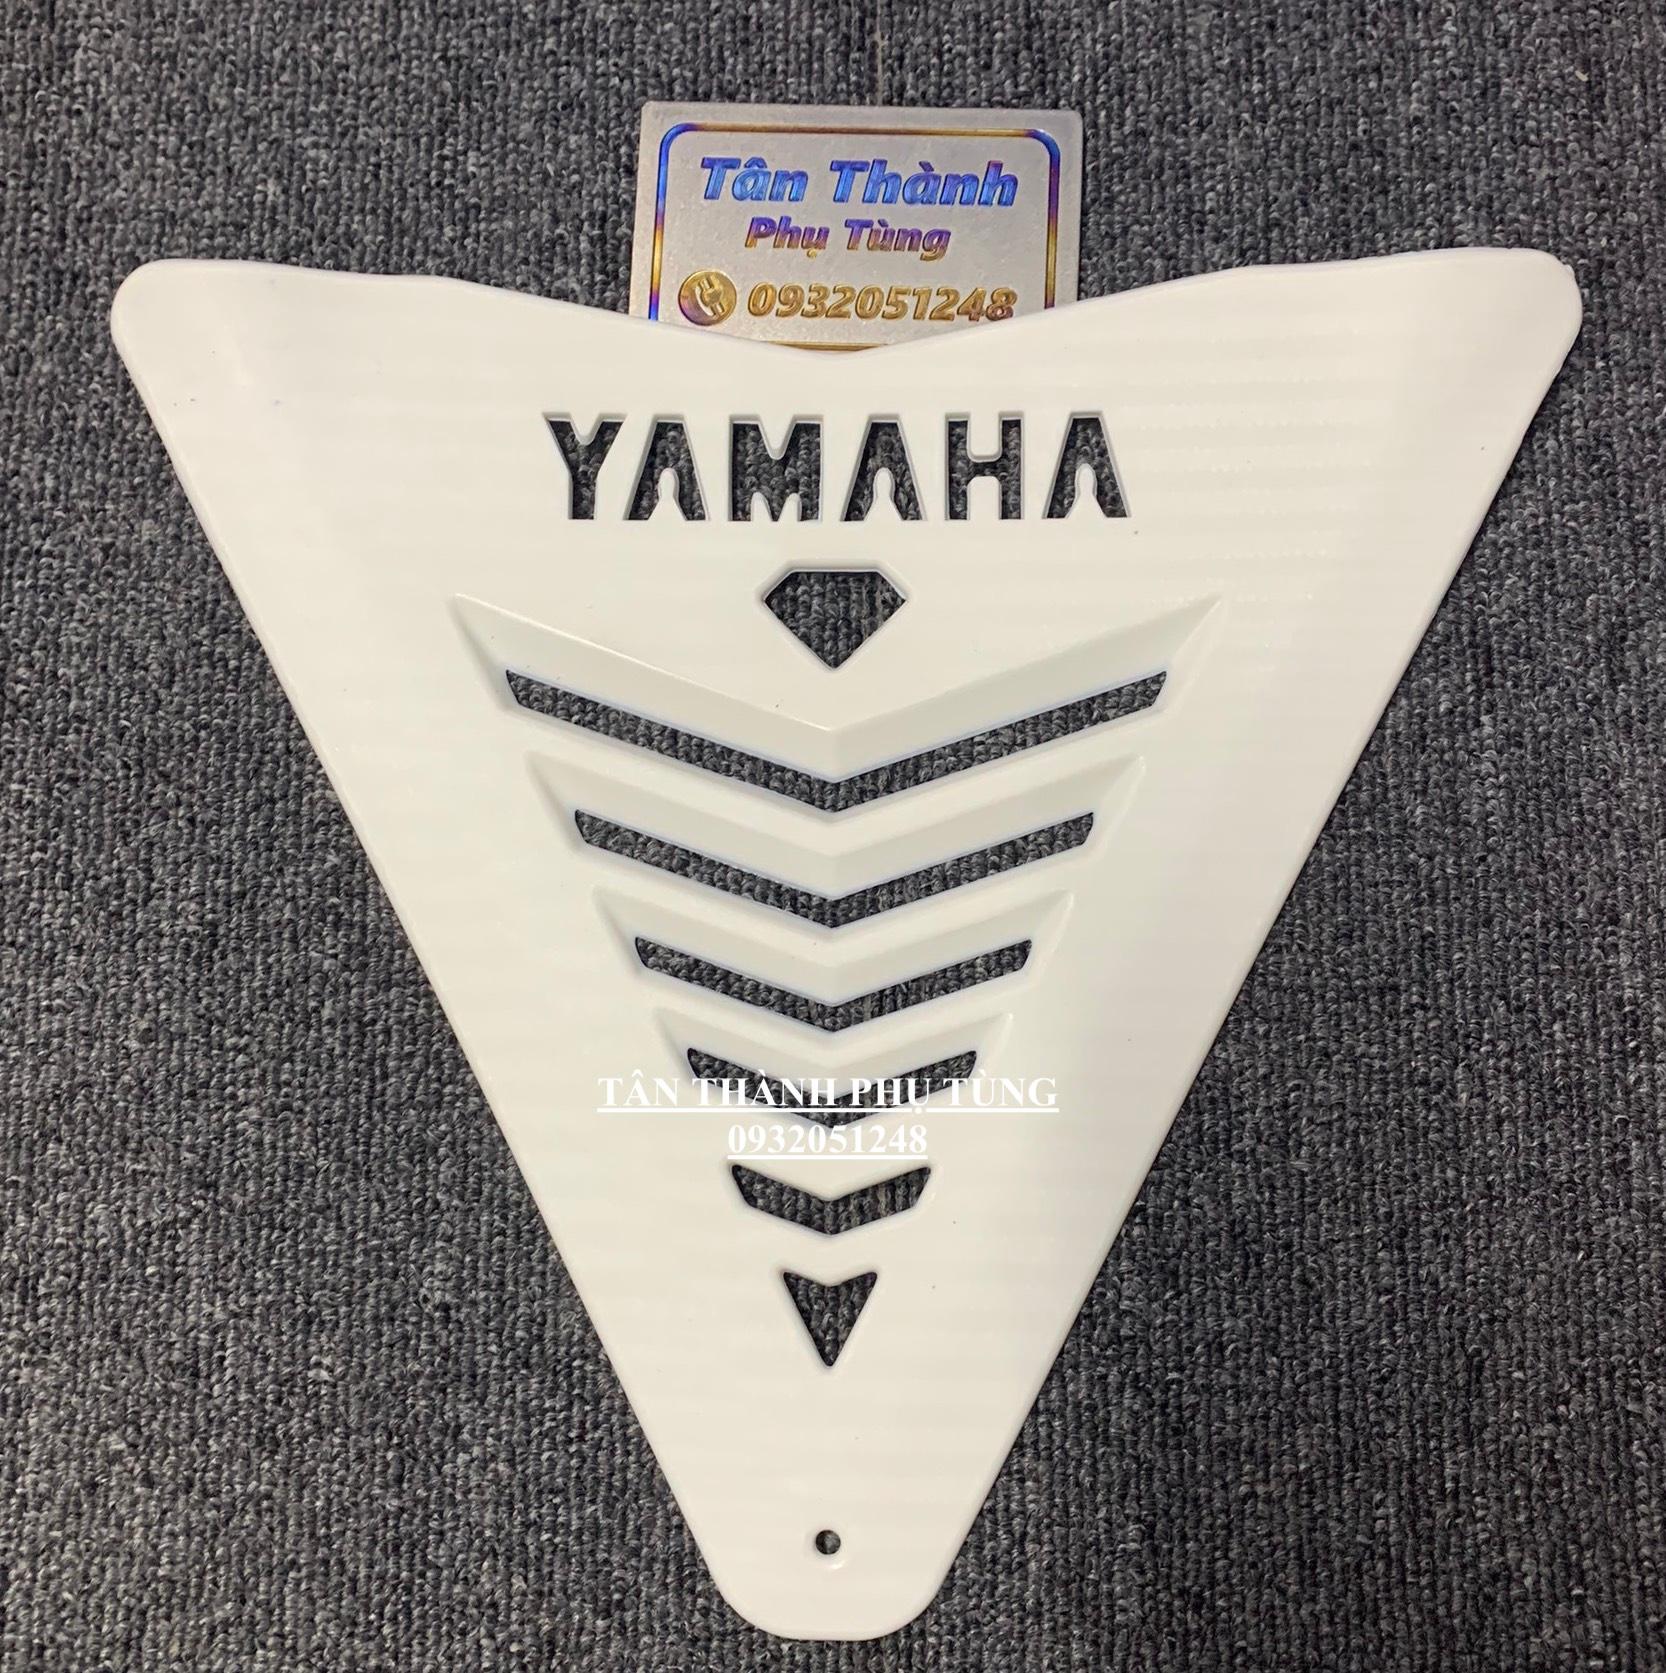 Tân Thành
Phụ Tùng
0932051248
YAMAHA
TÂN THÀNH PHỤ TÙNG
0932051248